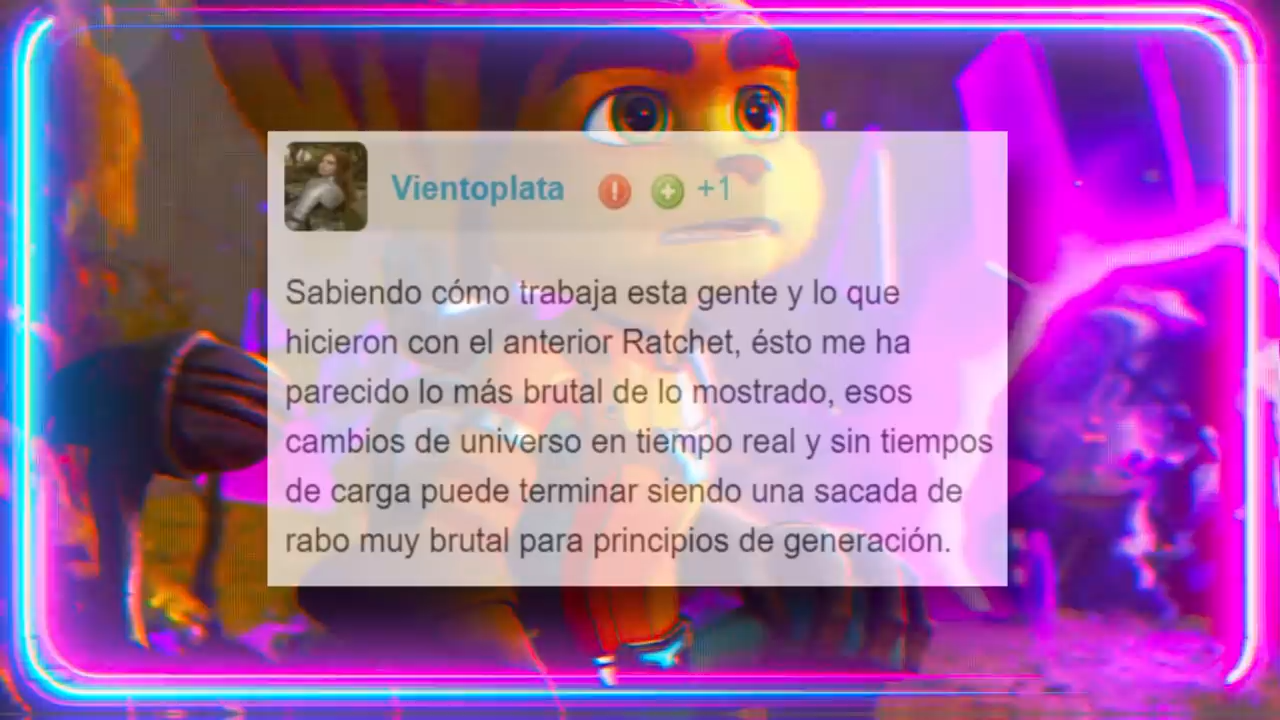 Vientoplata +1
Sabiendo cómo trabaja esta gente y lo que
hicieron con el anterior Ratchet, ésto me ha
parecido lo más brutal de lo mostrado, esos
cambios de universo en tiempo real y sin tiempos
de carga puede terminar siendo una sacada de
rabo muy brutal para principios de generación.